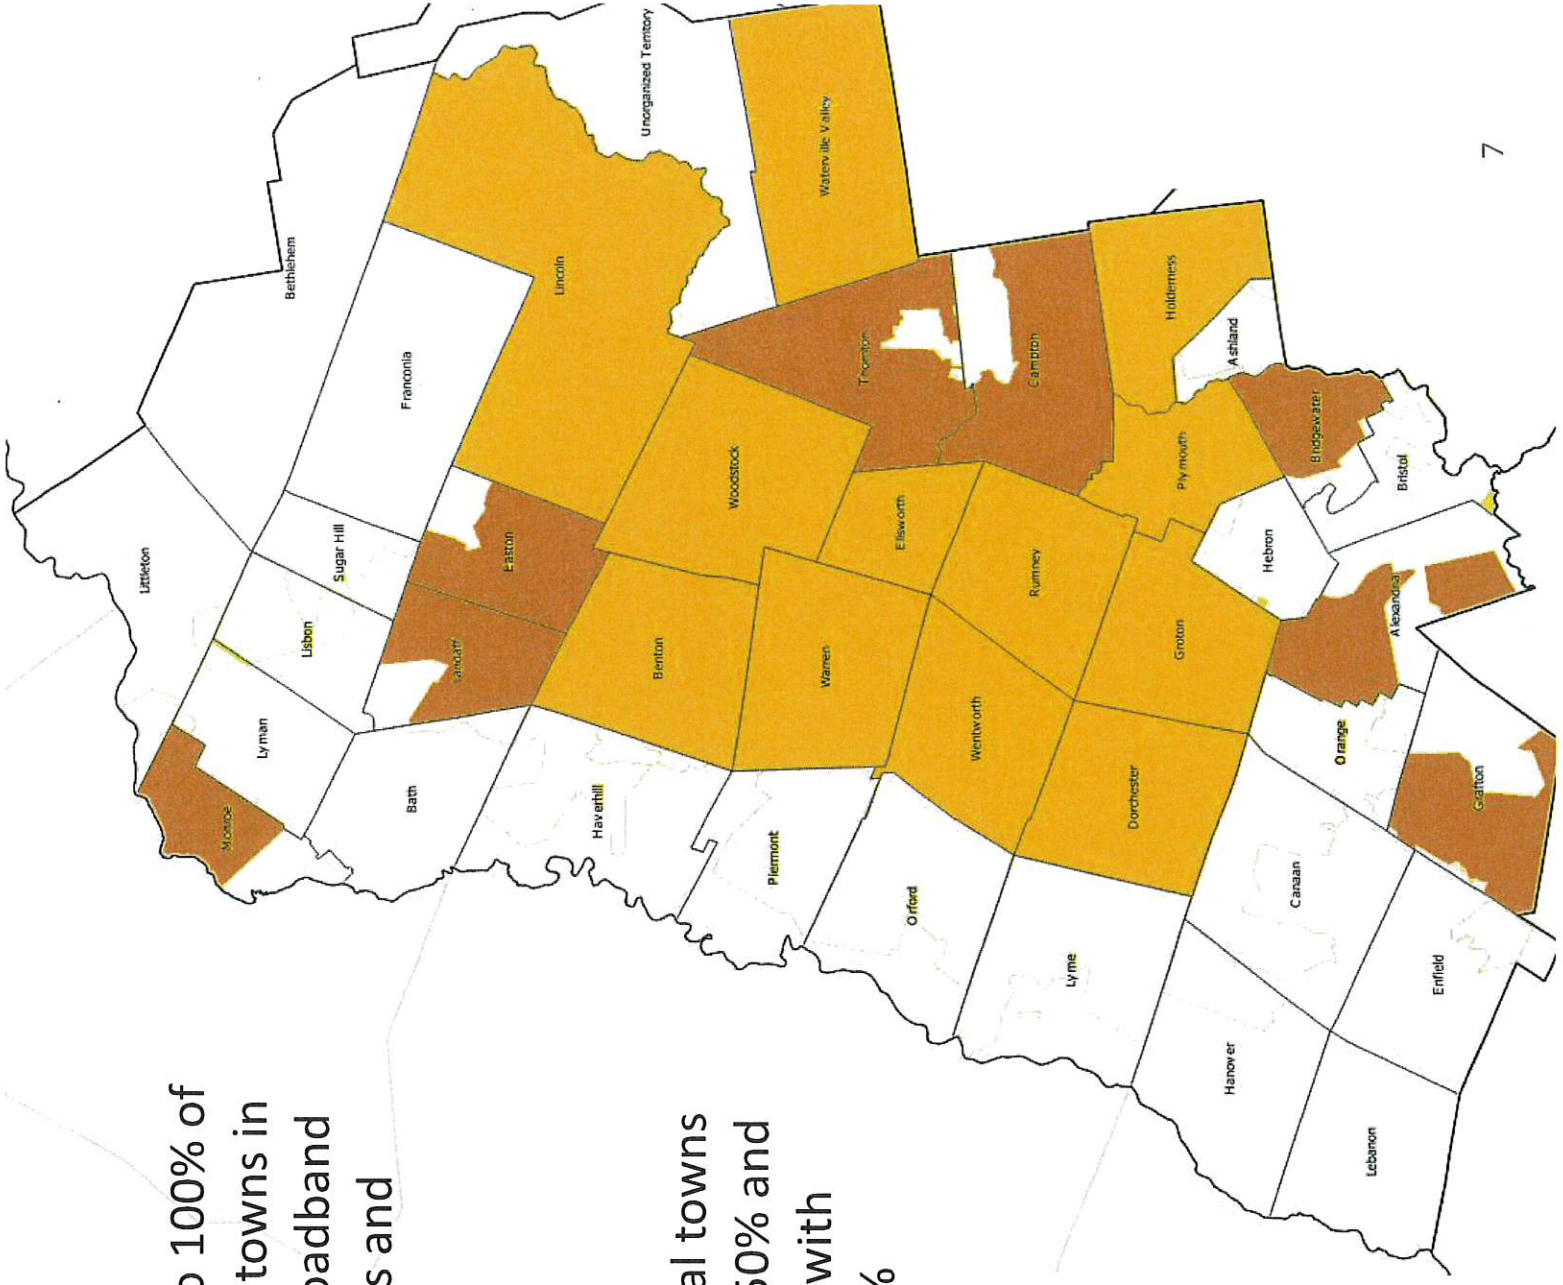 100% of
towns in
oadband
s and
al towns
50% and
with
%
Littleton
Monroe
Lyman
Bethlehem
Lisbon
Sugar Hill
Franconia
Bath
Landaff
Easton
Lincoln
Haverhill
Unorganized Territory
Benton
Woodstock
Piermont
Warren
Waterville Valley
Thornton
Ellsworth
Orford
Wentworth
Rumney
Campton
Lyme
Dorchester
Holderness
Groton
Plymouth
Hanover
Ashland
Hebron
Canaan
Bridgewater
Orange
Lebanon
Alexandria
Bristol
Enfield
Grafton
7